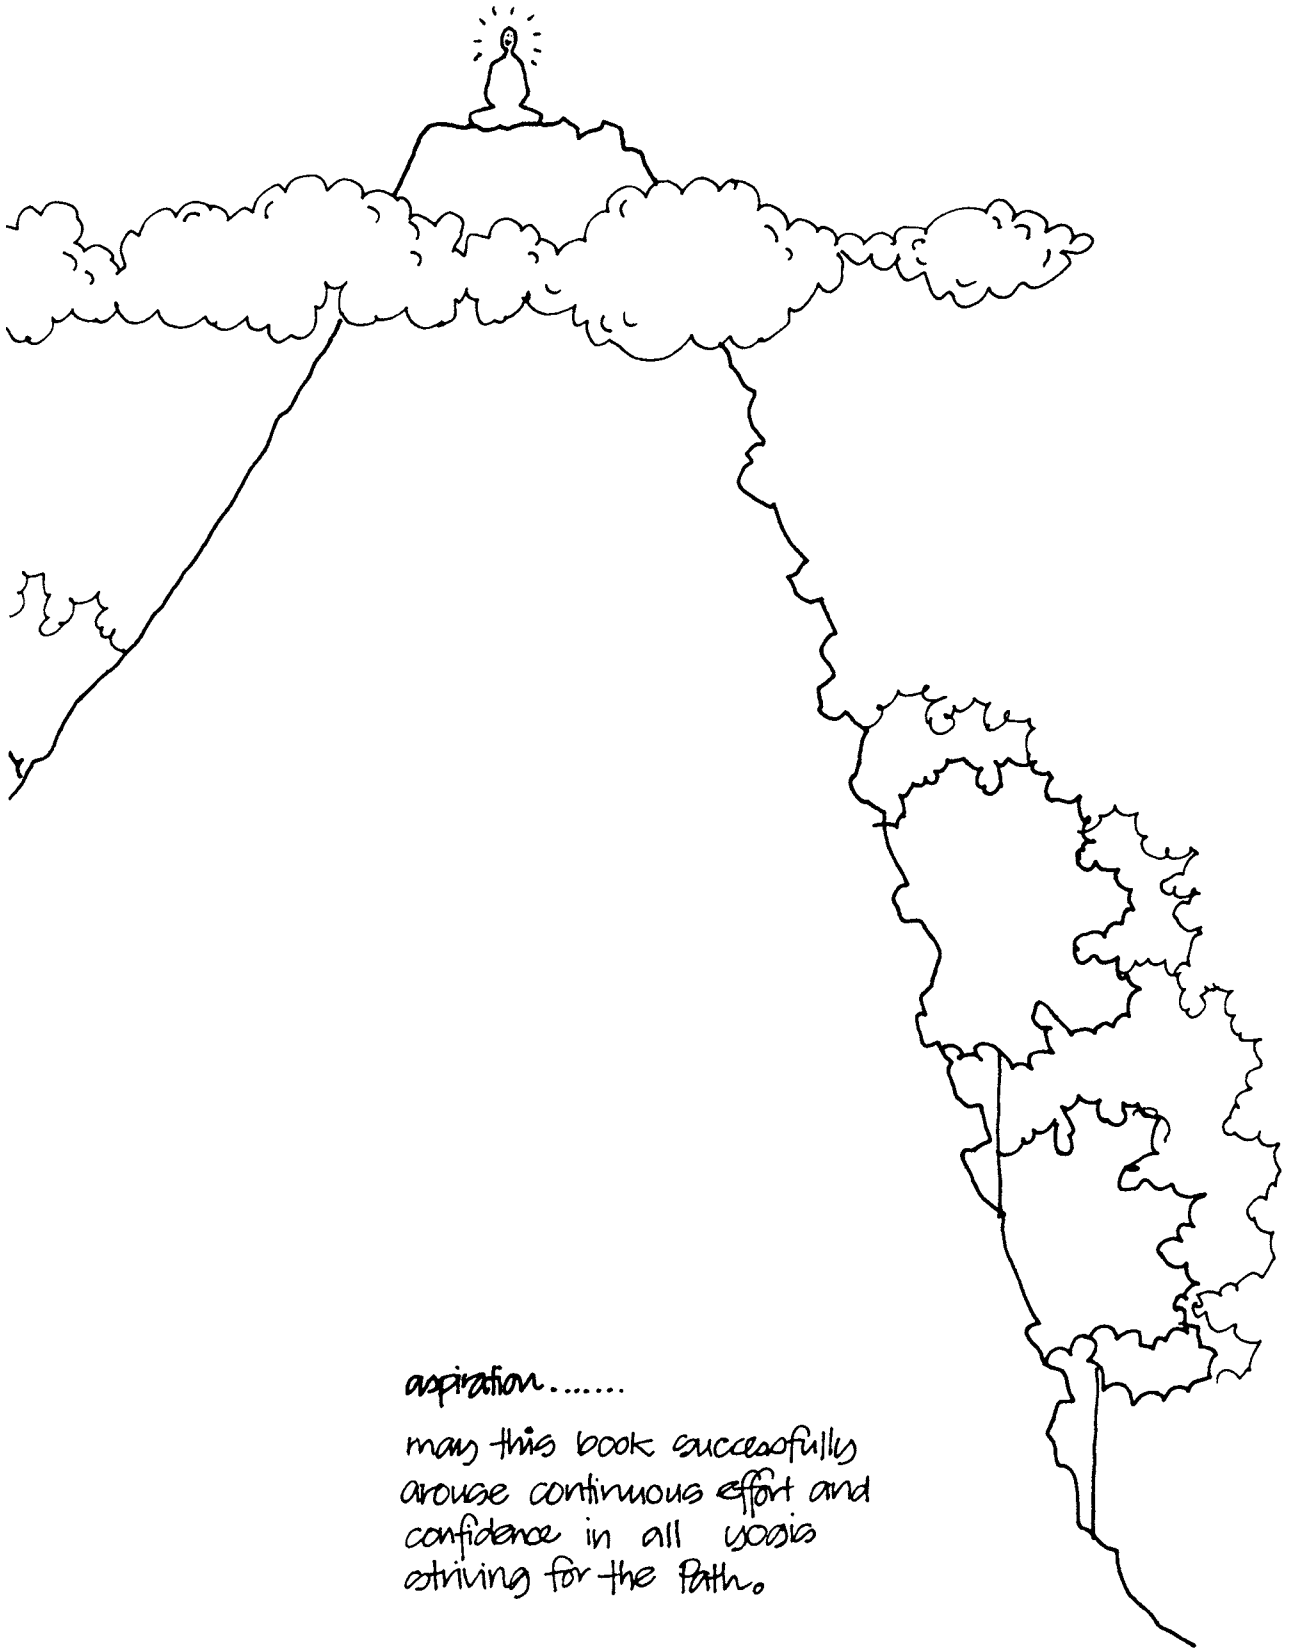 aspiration.......
may this book successfully
arouse continuous effort and
confidence in all yogis
striving for the Path.